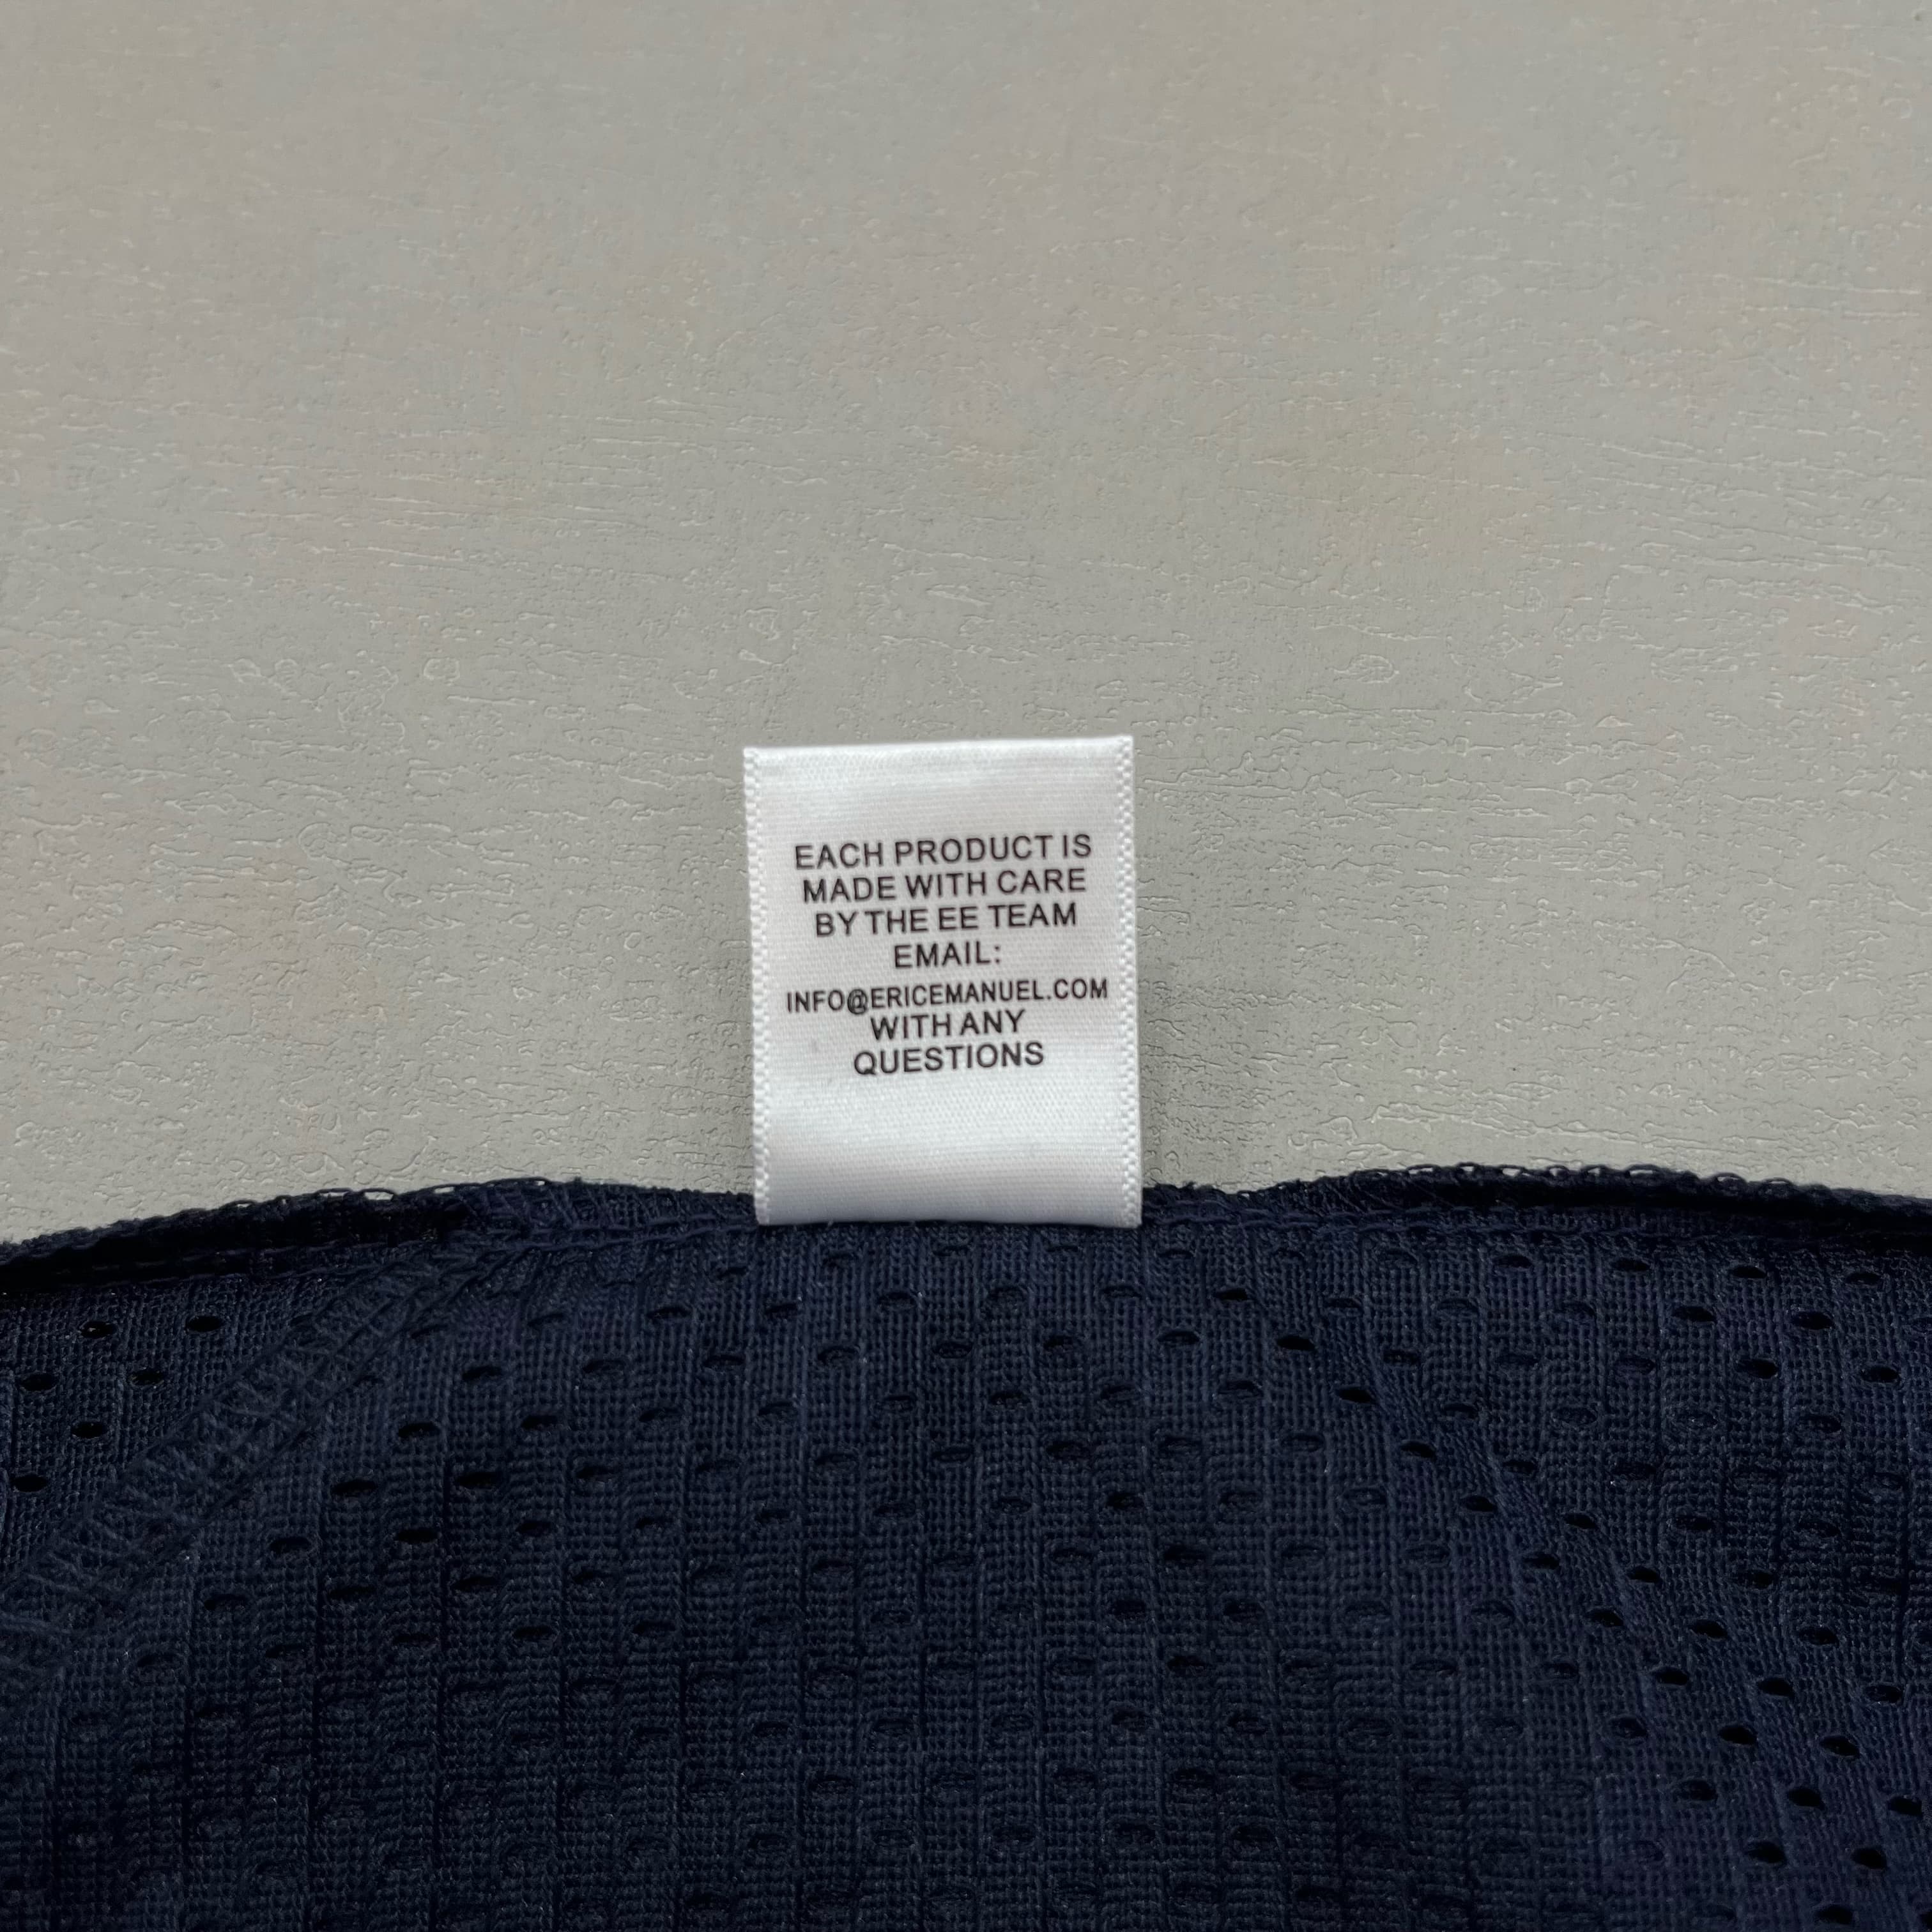 EACH PRODUCT IS
MADE WITH CARE
BY THE EE TEAM
EMAIL:
INFO@ERICEMANUEL.COM
WITH ANY
QUESTIONS